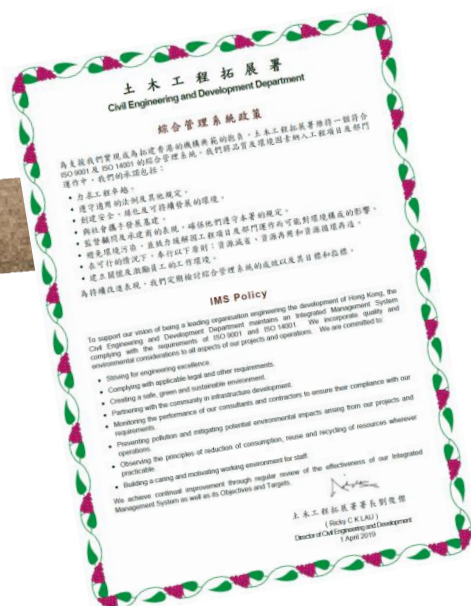 土木工程拓展署
Civil Engineering and Development Department
綜合管理系統政策
為支援我們實現成為拓建香港的機構典範的抱負，土木工程拓展署維持一個符合
ISO 9001 及 ISO 14001 的綜合管理系統。我們將品質及環境因素納入工程項目及部門
運作中。我們的承諾包括：
• 力求工程卓越。
• 遵守適用的法例及其他規定。
• 創建安全、綠化及可持續發展的環境。
• 與社會攜手發展基建。
• 監督顧問及承建商的表現，確保他們遵守本署的規定。
• 避免環境污染，並致力緩解因工程項目及部門運作而可能對環境構成的影響。
• 在可行的情況下，奉行以下原則：資源減省、資源再用和資源循環再造。
• 建立關懷及激勵員工的工作環境。
為持續改進表現，我們定期檢討綜合管理系統的成效以及其目標和指標。
IMS Policy
To support our vision of being a leading organisation engineering the development of Hong Kong, the
Civil Engineering and Development Department maintains an Integrated Management System
complying with the requirements of ISO 9001 and ISO 14001. We incorporate quality and
environmental considerations to all aspects of our projects and operations. We are committed to:
• Striving for engineering excellence.
• Complying with applicable legal and other requirements.
• Creating a safe, green and sustainable environment.
• Partnering with the community in infrastructure development.
• Monitoring the performance of our consultants and contractors to ensure their compliance with our
requirements.
• Preventing pollution and mitigating potential environmental impacts arising from our projects and
operations.
• Observing the principles of reduction of consumption, reuse and recycling of resources wherever
practicable.
• Building a caring and motivating working environment for staff.
We achieve continual improvement through regular review of the effectiveness of our Integrated
Management System as well as its Objectives and Targets.
土木工程拓展署署長劉俊傑
( Ricky C K LAU )
Director of Civil Engineering and Development
1 April 2019